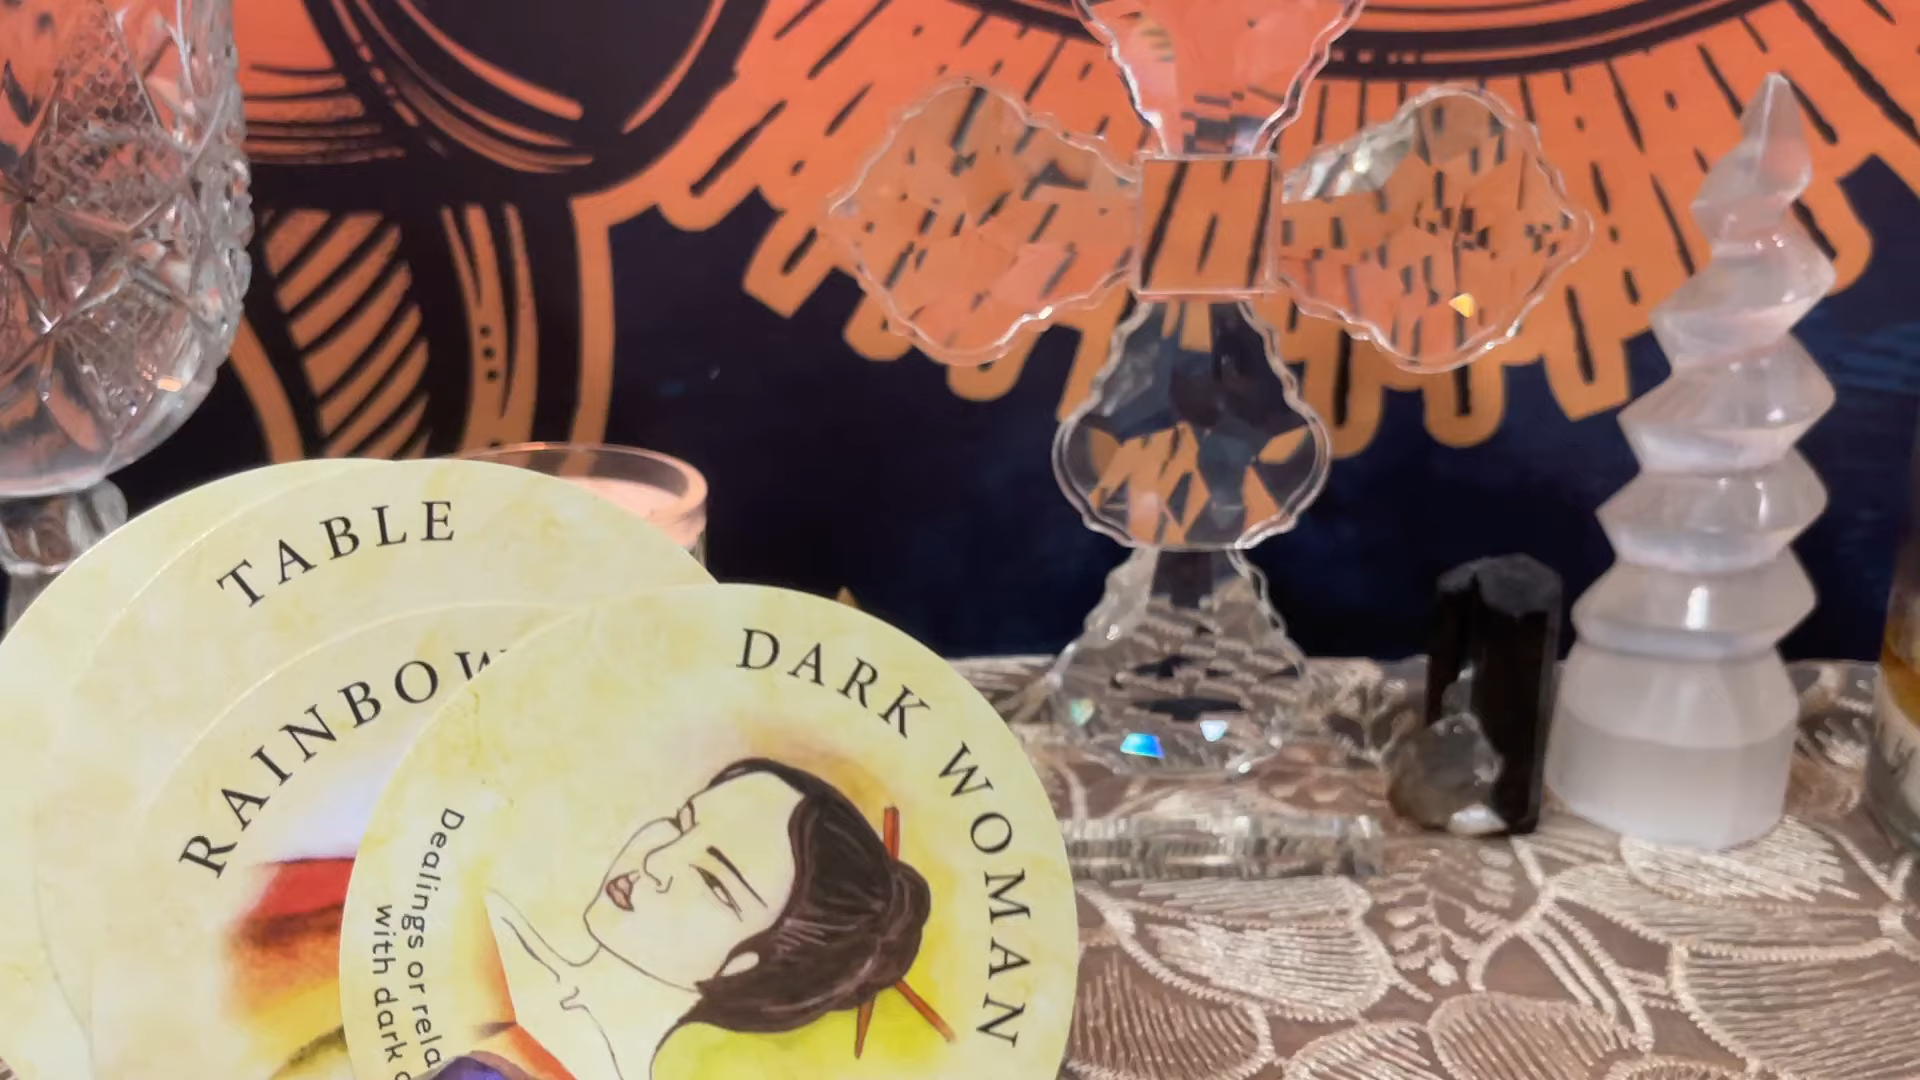 TABLE
RAINBOW
DARK WOMAN
Dealings or rela
with dark